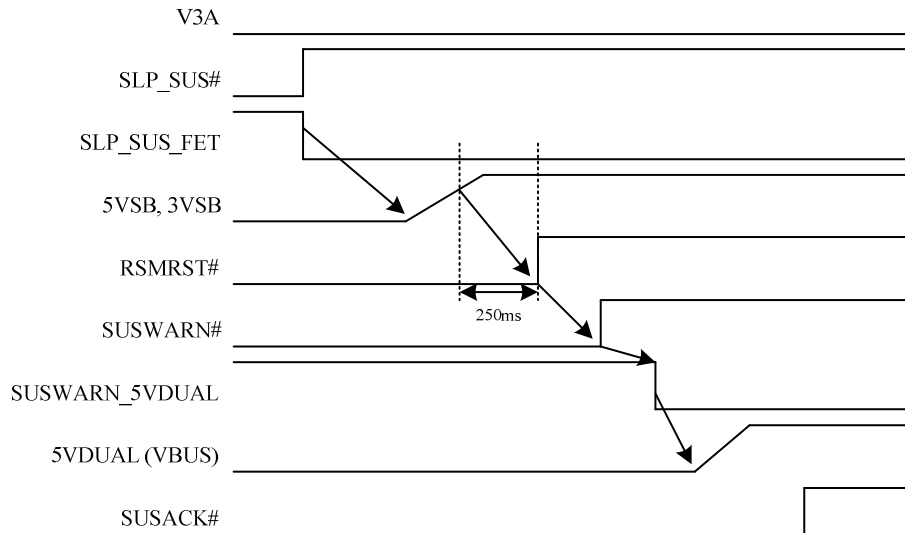 V3A
SLP_SUS#
SLP_SUS_FET
5VSB, 3VSB
RSMRST#
250ms
SUSWARN#
SUSWARN_5VDUAL
5VDUAL (VBUS)
SUSACK#